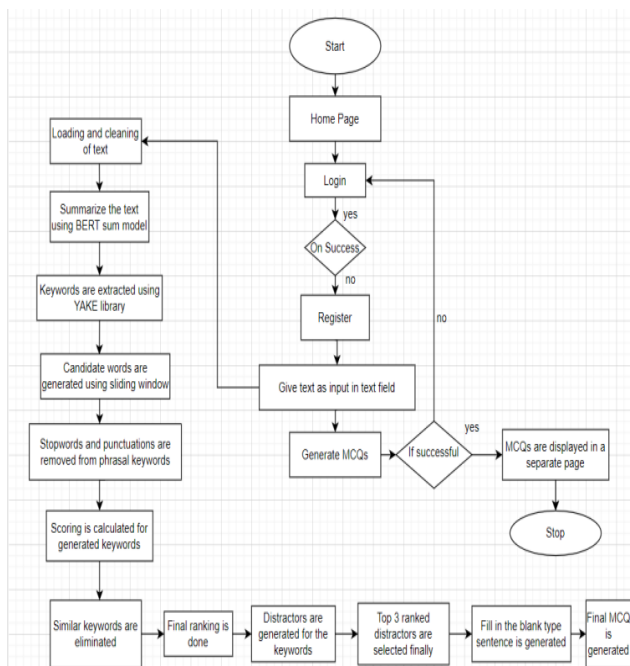 Start
Home Page
Login
yes
On Success
no
Register
Give text as input in text field
Generate MCQs
If successful
yes
no
MCQs are displayed in a
separate page
Stop
Loading and cleaning
of text
Summarize the text
using BERT sum model
Keywords are extracted using
YAKE library
Candidate words are
generated using sliding window
Stopwords and punctuations are
removed from phrasal keywords
Scoring is calculated for
generated keywords
Similar keywords are
eliminated
Final ranking is
done
Distractors are
generated for the
keywords
Top 3 ranked
distractors are
selected finally
Fill in the blank type
sentence is generated
Final MCQ
is
generated